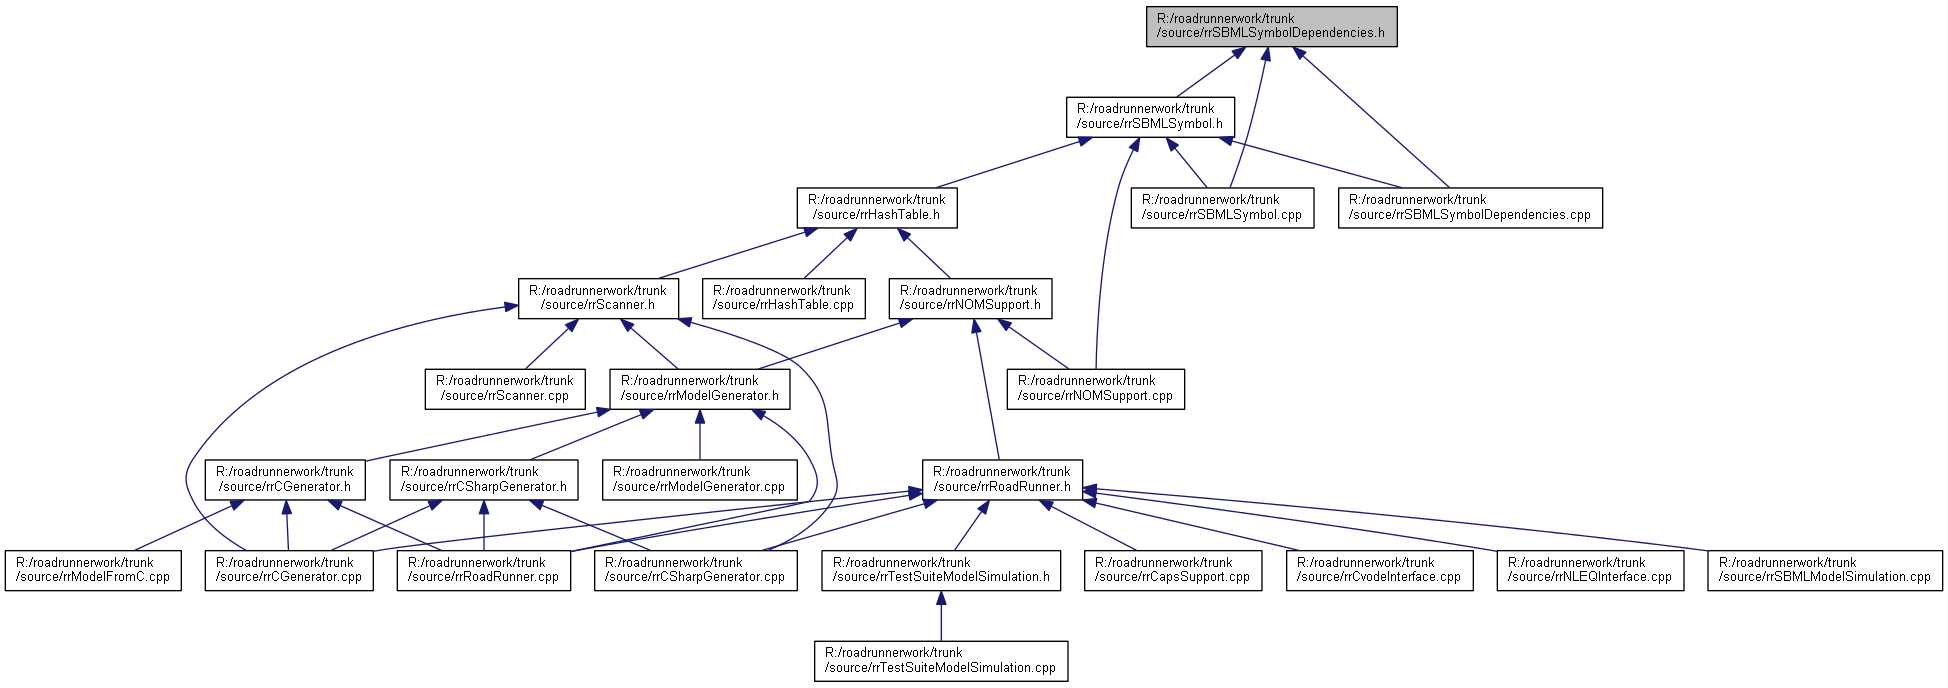 R:/roadrunnerwork/trunk
/source/rrSBMLSymbolDependencies.h
R:/roadrunnerwork/trunk
/source/rrSBMLSymbol.h
R:/roadrunnerwork/trunk
/source/rrHashTable.h
R:/roadrunnerwork/trunk
/source/rrSBMLSymbol.cpp
R:/roadrunnerwork/trunk
/source/rrSBMLSymbolDependencies.cpp
R:/roadrunnerwork/trunk
/source/rrScanner.h
R:/roadrunnerwork/trunk
/source/rrHashTable.cpp
R:/roadrunnerwork/trunk
/source/rrNOMSupport.h
R:/roadrunnerwork/trunk
/source/rrScanner.cpp
R:/roadrunnerwork/trunk
/source/rrModelGenerator.h
R:/roadrunnerwork/trunk
/source/rrNOMSupport.cpp
R:/roadrunnerwork/trunk
/source/rrCGenerator.h
R:/roadrunnerwork/trunk
/source/rrCSharpGenerator.h
R:/roadrunnerwork/trunk
/source/rrModelGenerator.cpp
R:/roadrunnerwork/trunk
/source/rrRoadRunner.h
R:/roadrunnerwork/trunk
/source/rrModelFromC.cpp
R:/roadrunnerwork/trunk
/source/rrCGenerator.cpp
R:/roadrunnerwork/trunk
/source/rrRoadRunner.cpp
R:/roadrunnerwork/trunk
/source/rrCSharpGenerator.cpp
R:/roadrunnerwork/trunk
/source/rrTestSuiteModelSimulation.h
R:/roadrunnerwork/trunk
/source/rrCapsSupport.cpp
R:/roadrunnerwork/trunk
/source/rrCvodeInterface.cpp
R:/roadrunnerwork/trunk
/source/rrNLEQInterface.cpp
R:/roadrunnerwork/trunk
/source/rrSBMLModelSimulation.cpp
R:/roadrunnerwork/trunk
/source/rrTestSuiteModelSimulation.cpp